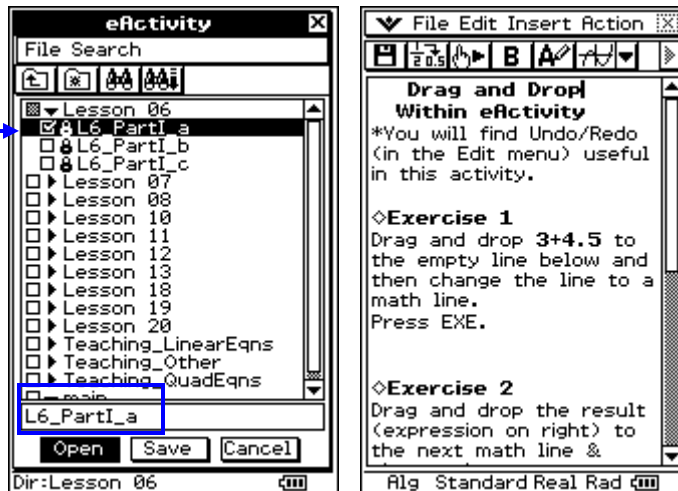 eActivity
File Search
Lesson 06
L6_PartI_a
L6_PartI_b
L6_PartI_c
Lesson 07
Lesson 08
Lesson 10
Lesson 11
Lesson 12
Lesson 13
Lesson 18
Lesson 19
Lesson 20
Teaching_LinearEqns
Teaching_Other
Teaching_QuadEqns
main
L6_PartI_a
Open Save Cancel
Dir:Lesson 06
File Edit Insert Action
B A
Drag and Drop
Within eActivity
*You will find Undo/Redo
(in the Edit menu) useful
in this activity.
◇Exercise 1
Drag and drop 3+4.5 to
the empty line below and
then change the line to a
math line.
Press EXE.
◇Exercise 2
Drag and drop the result
(expression on right) to
the next math line &
Alg Standard Real Rad